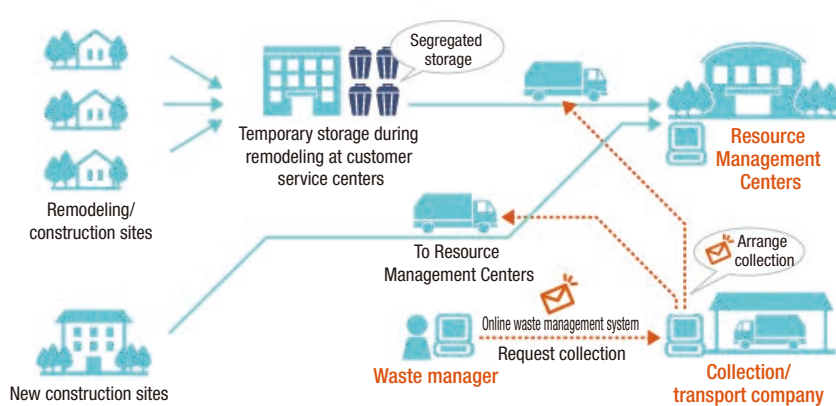 Segregated
storage
Temporary storage during
remodeling at customer
service centers
Resource
Management
Centers
Remodeling/
construction sites
To Resource
Management Centers
Arrange
collection
Online waste management system
Request collection
Waste manager
Collection/
transport company
New construction sites